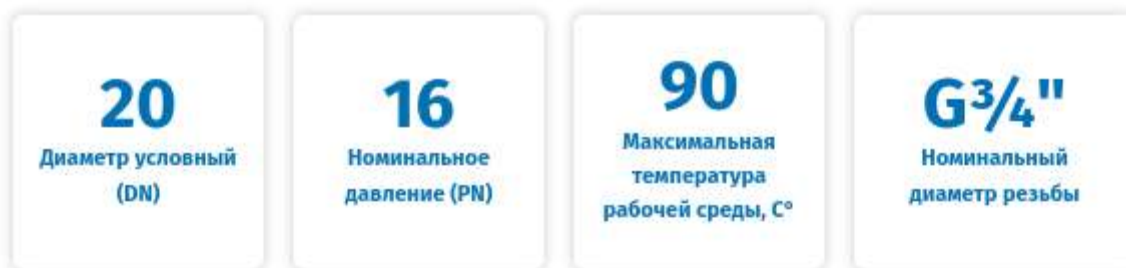 20
Диаметр условный
(DN)
16
Номинальное
давление (PN)
90
Максимальная
температура
рабочей среды, С°
G¾"
Номинальный
диаметр резьбы